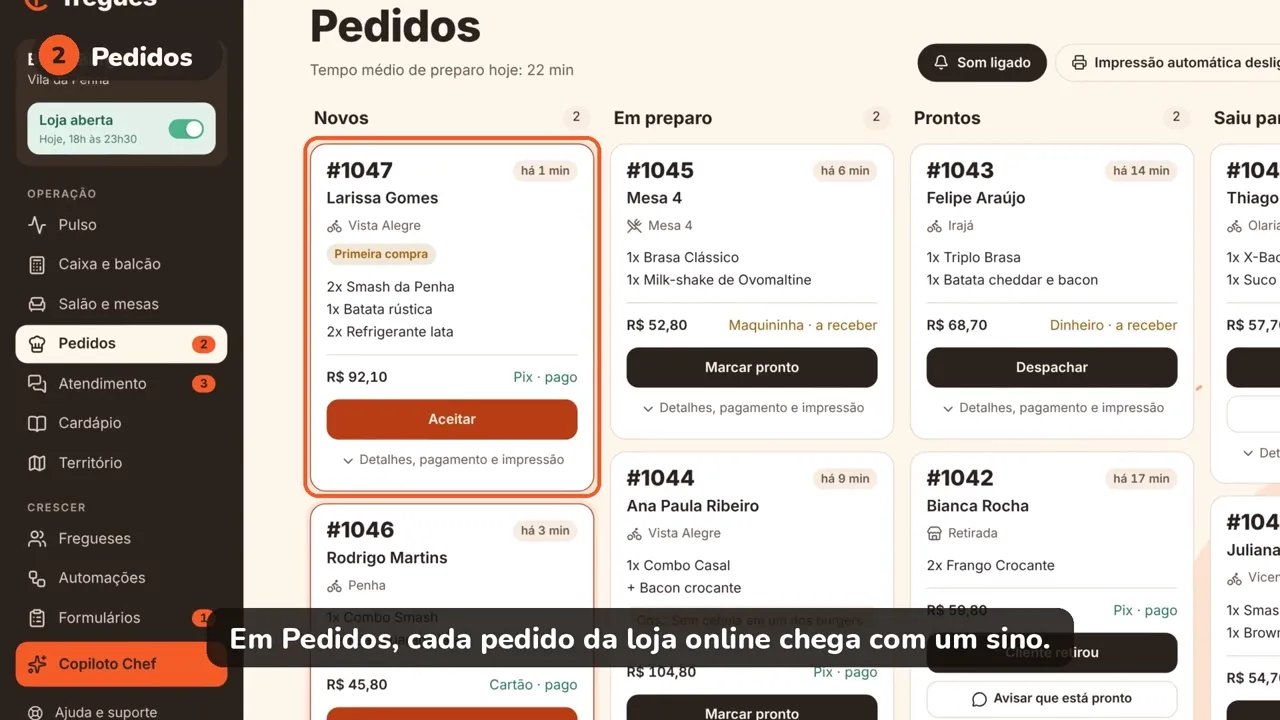 fregues
2 Pedidos
Vila da Penha
Loja aberta
Hoje, 18h às 23h30
OPERAÇÃO
Pulso
Caixa e balcão
Salão e mesas
Pedidos 2
Atendimento 3
Cardápio
Território
CRESCER
Fregueses
Automações
Formulários 1
Copiloto Chef
Ajuda e suporte
Pedidos
Tempo médio de preparo hoje: 22 min
Som ligado
Impressão automática deslig
Novos 2
#1047 há 1 min
Larissa Gomes
Vista Alegre
Primeira compra
2x Smash da Penha
1x Batata rústica
2x Refrigerante lata
R$ 92,10 Pix · pago
Aceitar
Detalhes, pagamento e impressão
#1046 há 3 min
Rodrigo Martins
Penha
1x Combo Smash
R$ 45,80 Cartão · pago
Em preparo 2
#1045 há 6 min
Mesa 4
Mesa 4
1x Brasa Clássico
1x Milk-shake de Ovomaltine
R$ 52,80 Maquininha · a receber
Marcar pronto
Detalhes, pagamento e impressão
#1044 há 9 min
Ana Paula Ribeiro
Vista Alegre
1x Combo Casal
+ Bacon crocante
R$ 104,80 Pix · pago
Marcar pronto
Prontos 2
#1043 há 14 min
Felipe Araújo
Irajá
1x Triplo Brasa
1x Batata cheddar e bacon
R$ 68,70 Dinheiro · a receber
Despachar
Detalhes, pagamento e impressão
#1042 há 17 min
Bianca Rocha
Retirada
2x Frango Crocante
R$ 59,80 Pix · pago
Cliente retirou
Avisar que está pronto
Saiu pa
#104
Thiago
Olaria
1x X-Bac
1x Suco
R$ 57,7
Det
#104
Juliana
Vicen
1x Smas
1x Brow
R$ 54,7
Em Pedidos, cada pedido da loja online chega com um sino.